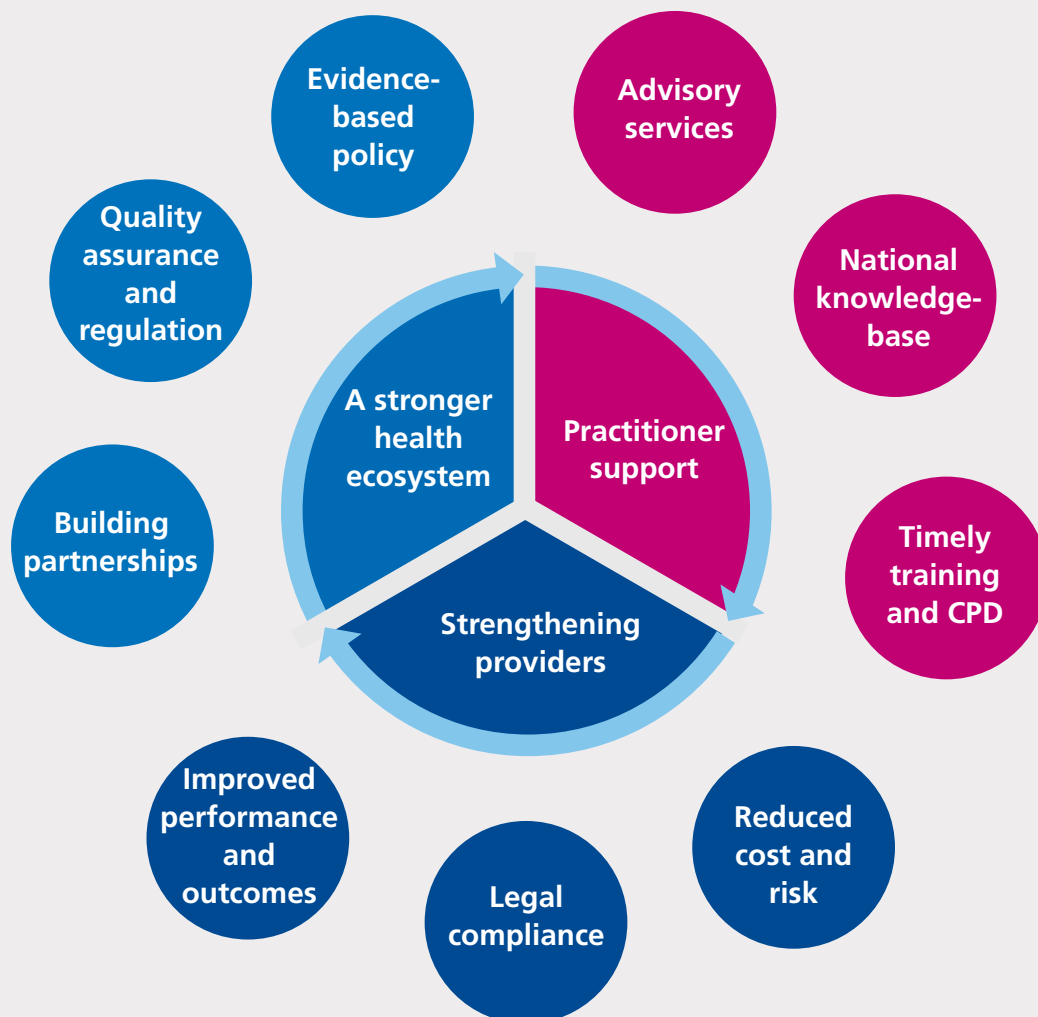 Evidence-
based
policy
Advisory
services
Quality
assurance
and
regulation
National
knowledge-
base
A stronger
health
ecosystem
Practitioner
support
Building
partnerships
Timely
training
and CPD
Strengthening
providers
Improved
performance
and
outcomes
Reduced
cost and
risk
Legal
compliance